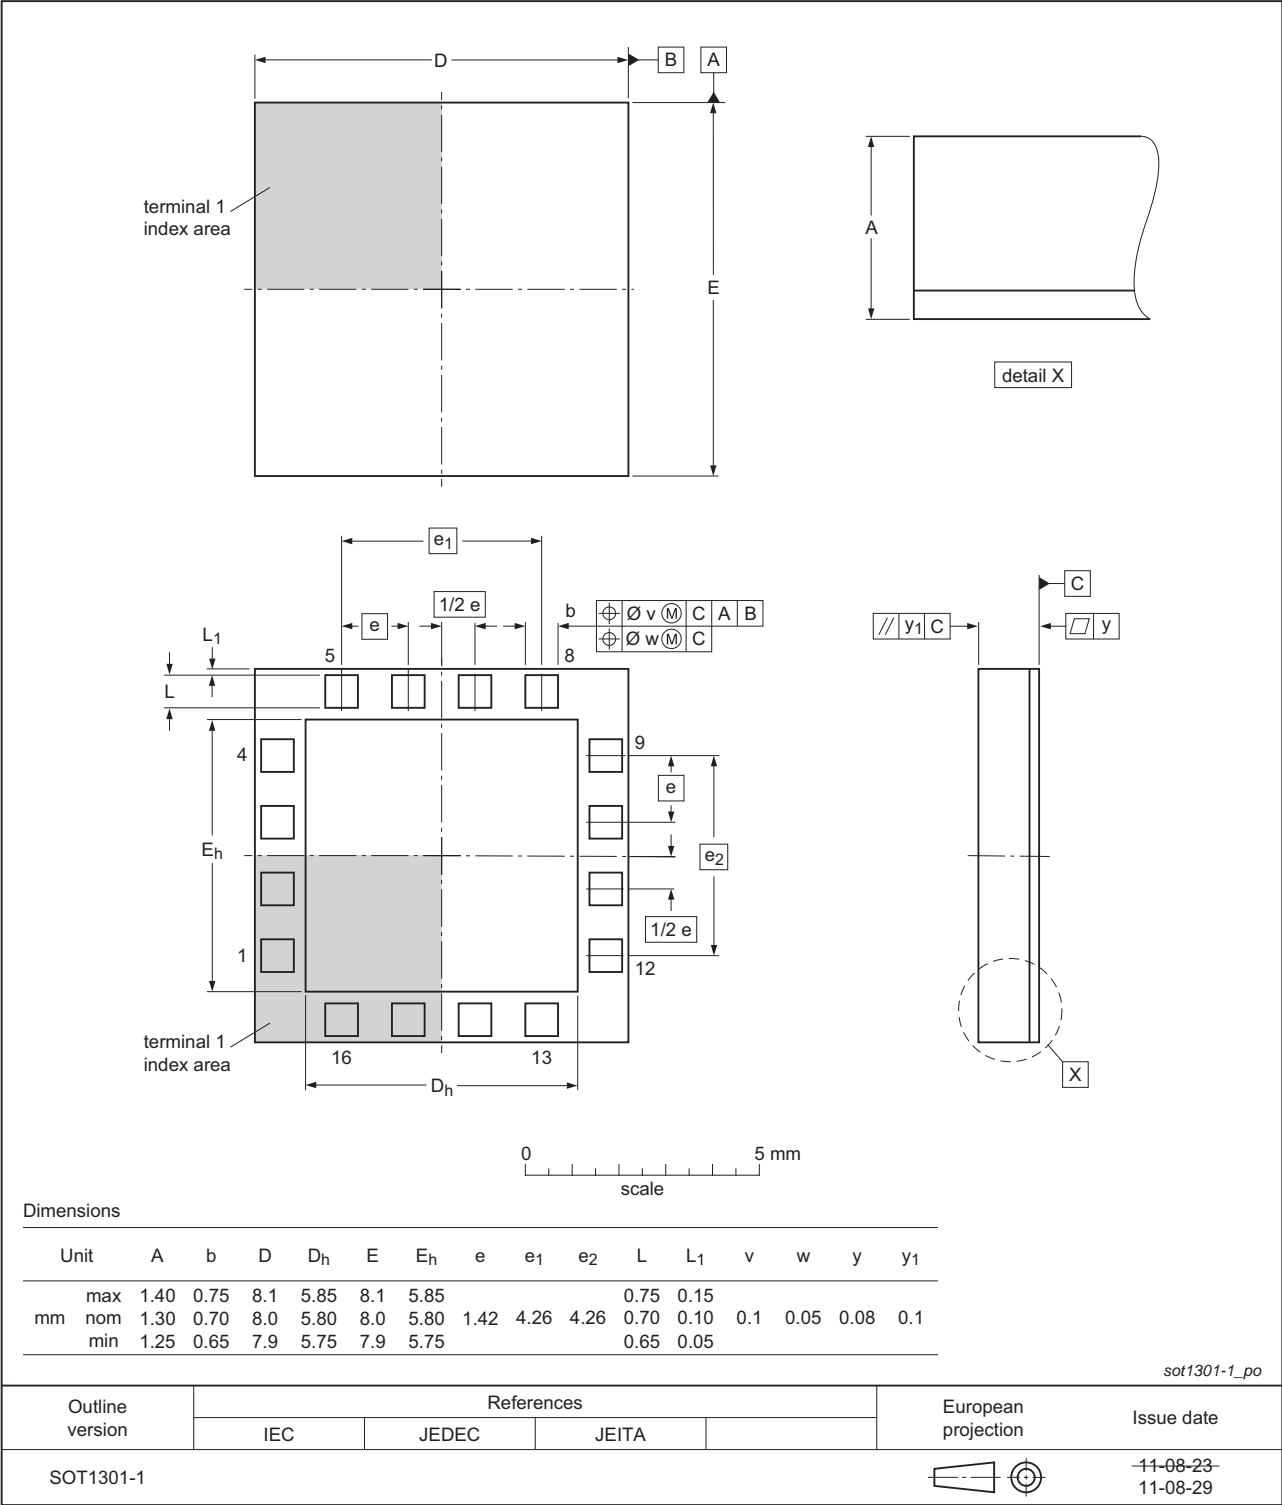 D
B
A
terminal 1
index area
E
A
detail X
e1
1/2 e
e
b
Ø v Ⓜ C A B
Ø w Ⓜ C
L1
L
5
8
4
9
e
Eh
e2
1/2 e
1
12
terminal 1
index area
16
13
Dh
C
// y1 C
y
X
0 5 mm
scale
Dimensions
Unit A b D Dh E Eh e e1 e2 L L1 v w y y1
max 1.40 0.75 8.1 5.85 8.1 5.85 0.75 0.15
mm nom 1.30 0.70 8.0 5.80 8.0 5.80 1.42 4.26 4.26 0.70 0.10 0.1 0.05 0.08 0.1
min 1.25 0.65 7.9 5.75 7.9 5.75 0.65 0.05
sot1301-1_po
Outline
version
References
IEC JEDEC JEITA
European
projection
Issue date
SOT1301-1
11-08-23
11-08-29